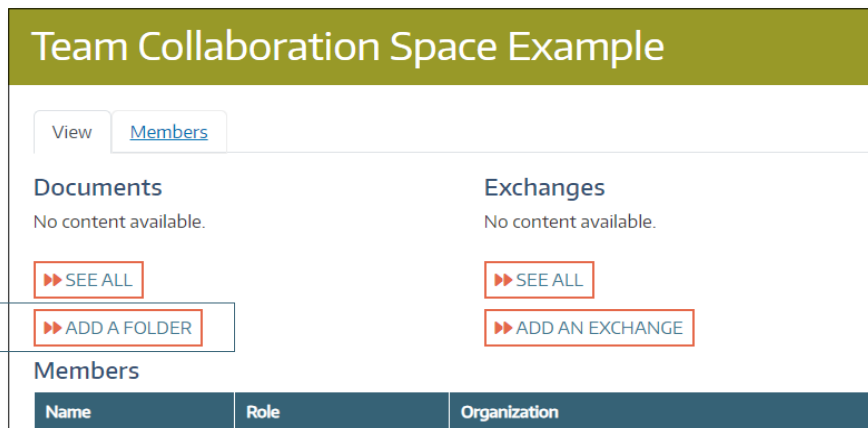 Team Collaboration Space Example
View Members
Documents
No content available.
SEE ALL
ADD A FOLDER
Exchanges
No content available.
SEE ALL
ADD AN EXCHANGE
Members
Name Role Organization